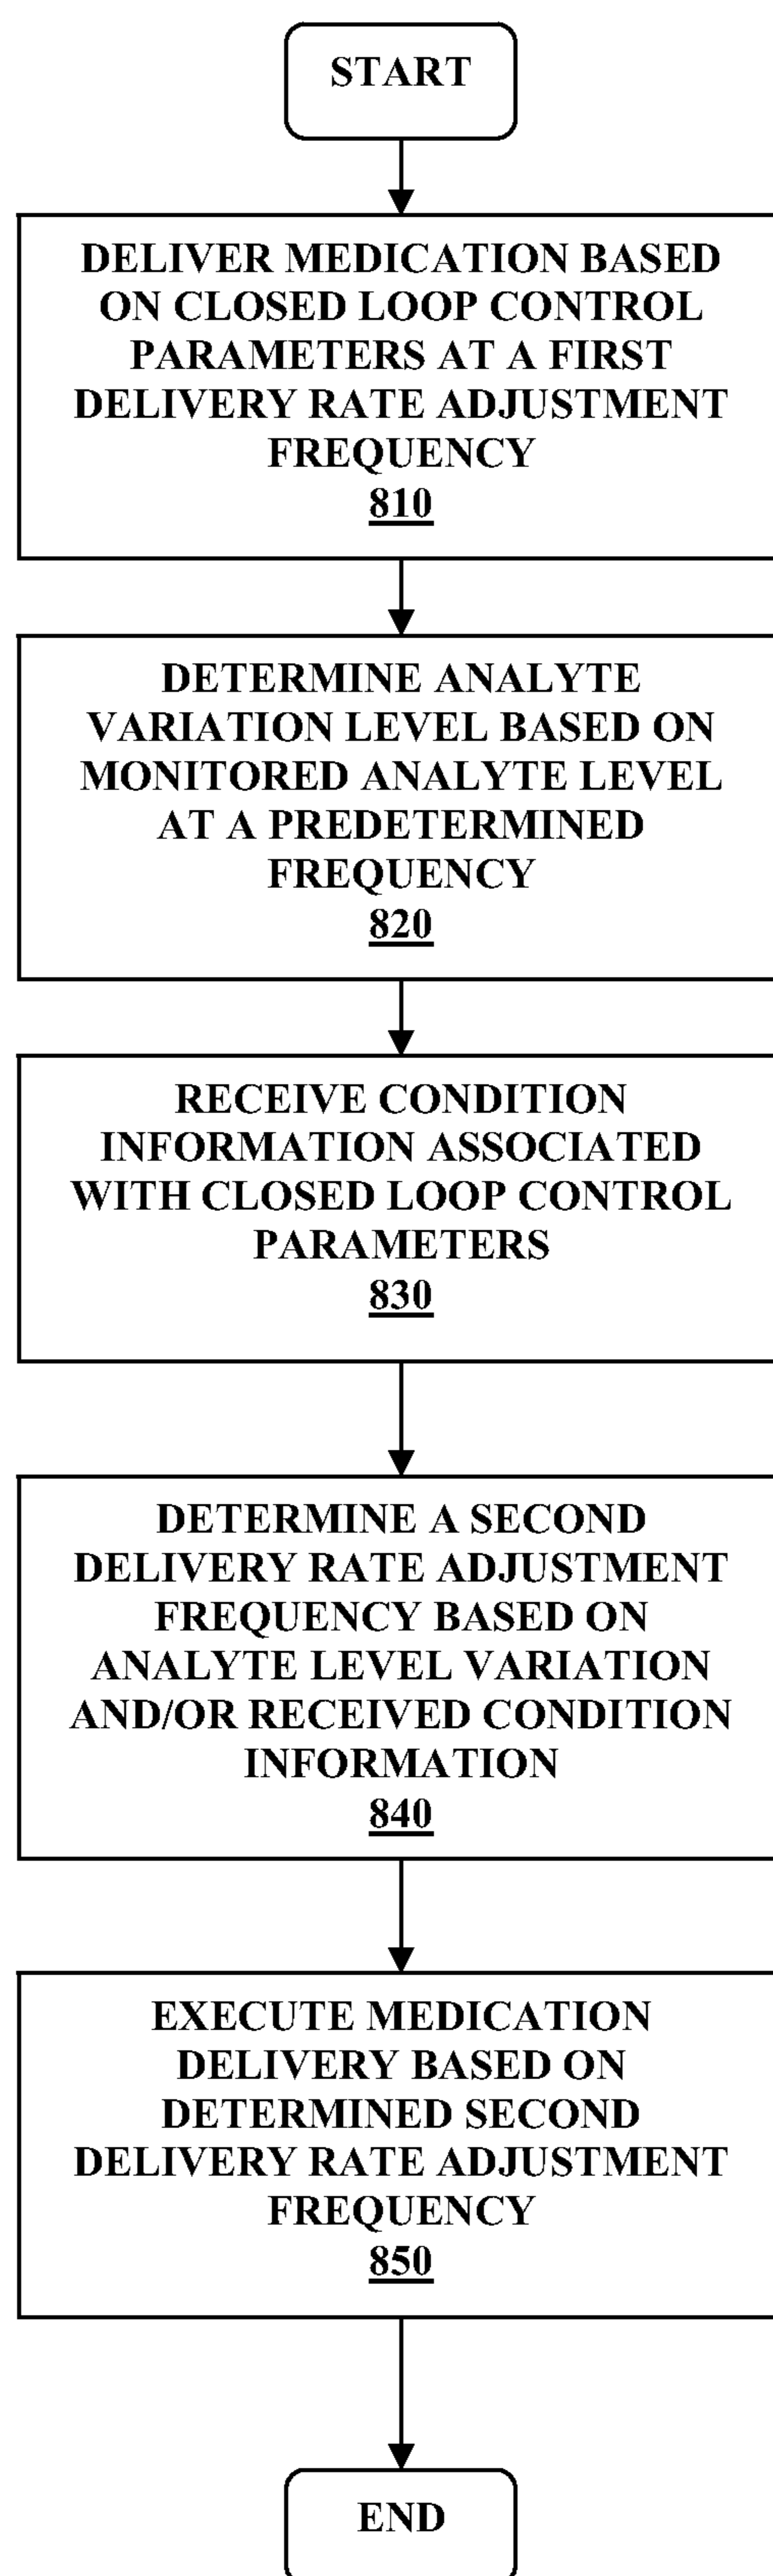 START
DELIVER MEDICATION BASED
ON CLOSED LOOP CONTROL
PARAMETERS AT A FIRST
DELIVERY RATE ADJUSTMENT
FREQUENCY
810
DETERMINE ANALYTE
VARIATION LEVEL BASED ON
MONITORED ANALYTE LEVEL
AT A PREDETERMINED
FREQUENCY
820
RECEIVE CONDITION
INFORMATION ASSOCIATED
WITH CLOSED LOOP CONTROL
PARAMETERS
830
DETERMINE A SECOND
DELIVERY RATE ADJUSTMENT
FREQUENCY BASED ON
ANALYTE LEVEL VARIATION
AND/OR RECEIVED CONDITION
INFORMATION
840
EXECUTE MEDICATION
DELIVERY BASED ON
DETERMINED SECOND
DELIVERY RATE ADJUSTMENT
FREQUENCY
850
END